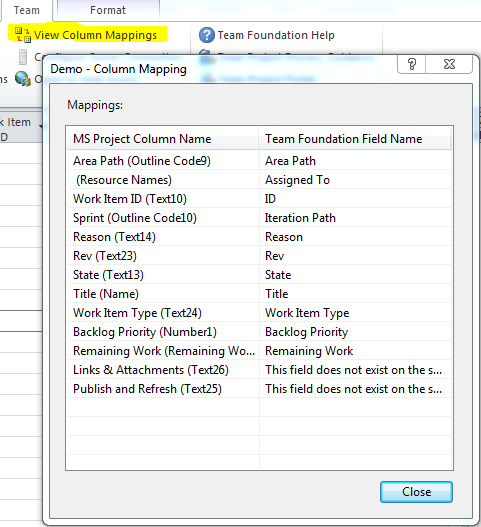 Team Format
View Column Mappings
Team Foundation Help
k Item
D
ns
Demo - Column Mapping
Mappings:
MS Project Column Name Team Foundation Field Name
Area Path (Outline Code9) Area Path
(Resource Names) Assigned To
Work Item ID (Text10) ID
Sprint (Outline Code10) Iteration Path
Reason (Text14) Reason
Rev (Text23) Rev
State (Text13) State
Title (Name) Title
Work Item Type (Text24) Work Item Type
Backlog Priority (Number1) Backlog Priority
Remaining Work (Remaining Wo... Remaining Work
Links & Attachments (Text26) This field does not exist on the s...
Publish and Refresh (Text25) This field does not exist on the s...
Close